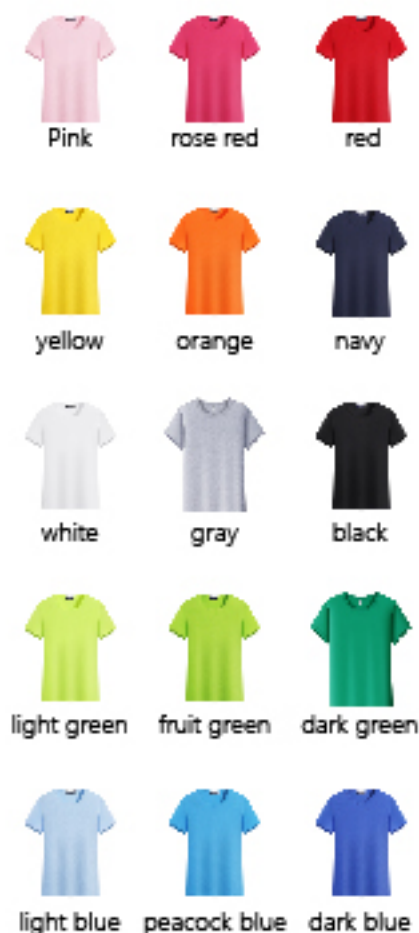 Pink rose red red
yellow orange navy
white gray black
light green fruit green dark green
light blue peacock blue dark blue